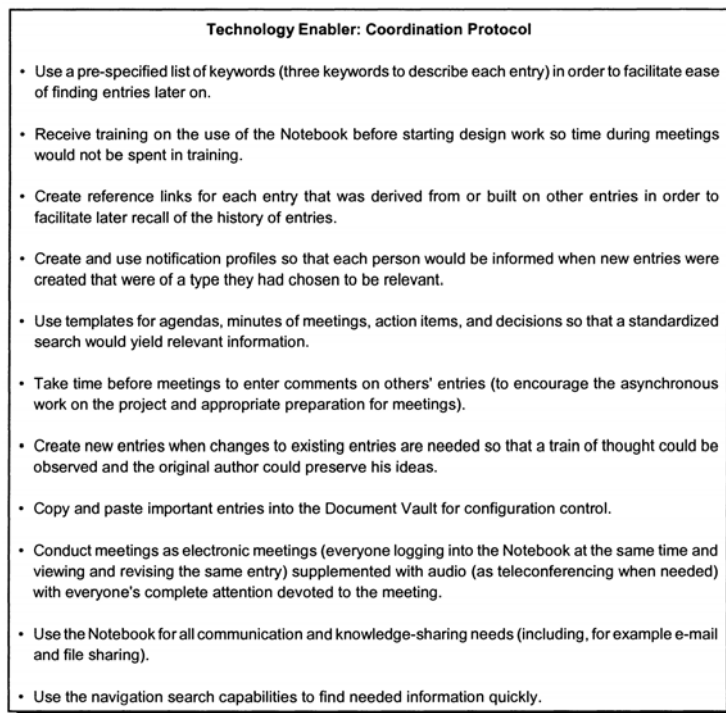 Technology Enabler: Coordination Protocol
• Use a pre-specified list of keywords (three keywords to describe each entry) in order to facilitate ease
of finding entries later on.
• Receive training on the use of the Notebook before starting design work so time during meetings
would not be spent in training.
• Create reference links for each entry that was derived from or built on other entries in order to
facilitate later recall of the history of entries.
• Create and use notification profiles so that each person would be informed when new entries were
created that were of a type they had chosen to be relevant.
• Use templates for agendas, minutes of meetings, action items, and decisions so that a standardized
search would yield relevant information.
• Take time before meetings to enter comments on others' entries (to encourage the asynchronous
work on the project and appropriate preparation for meetings).
• Create new entries when changes to existing entries are needed so that a train of thought could be
observed and the original author could preserve his ideas.
• Copy and paste important entries into the Document Vault for configuration control.
• Conduct meetings as electronic meetings (everyone logging into the Notebook at the same time and
viewing and revising the same entry) supplemented with audio (as teleconferencing when needed)
with everyone's complete attention devoted to the meeting.
• Use the Notebook for all communication and knowledge-sharing needs (including, for example e-mail
and file sharing).
• Use the navigation search capabilities to find needed information quickly.